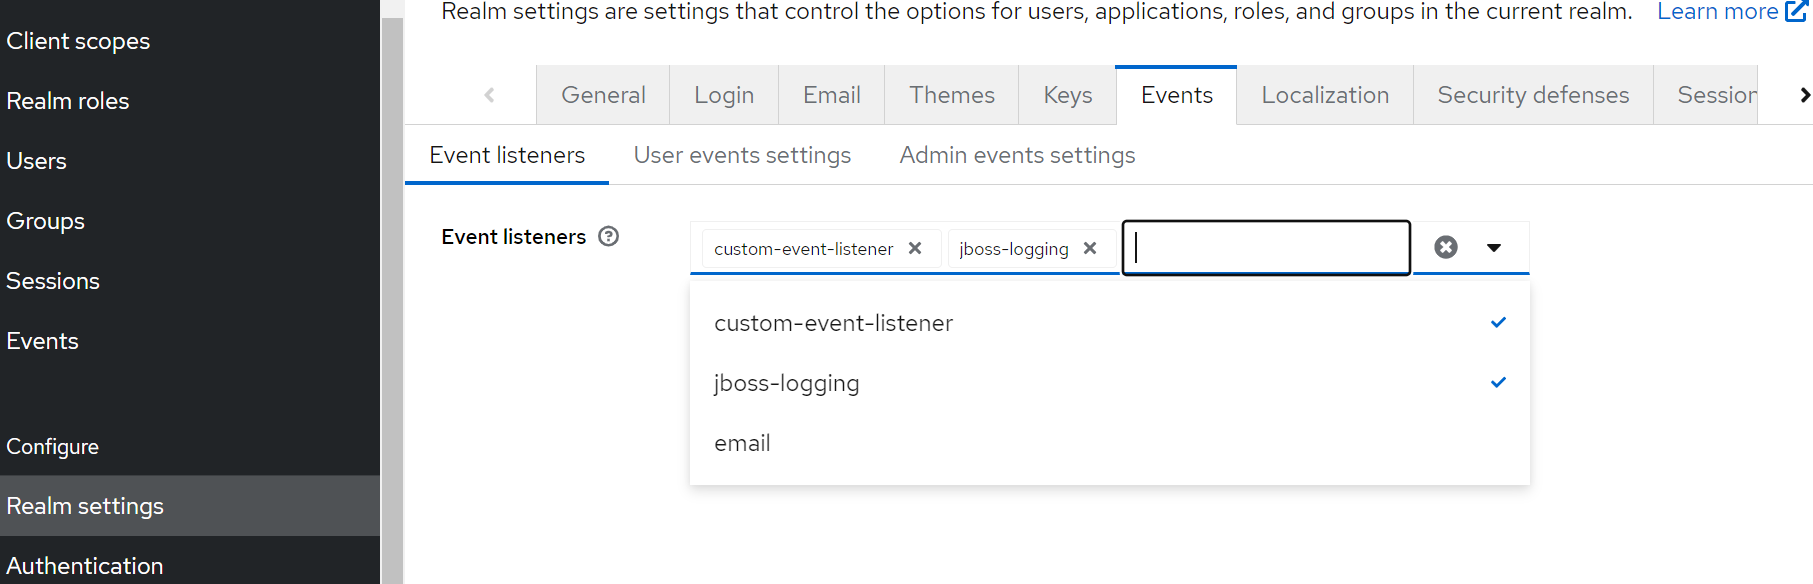 Realm settings are settings that control the options for users, applications, roles, and groups in the current realm. Learn more
Client scopes
Realm roles
Users
Groups
Sessions
Events
Configure
Realm settings
Authentication
General Login Email Themes Keys Events Localization Security defenses Session
Event listeners User events settings Admin events settings
Event listeners custom-event-listener jboss-logging
custom-event-listener
jboss-logging
email